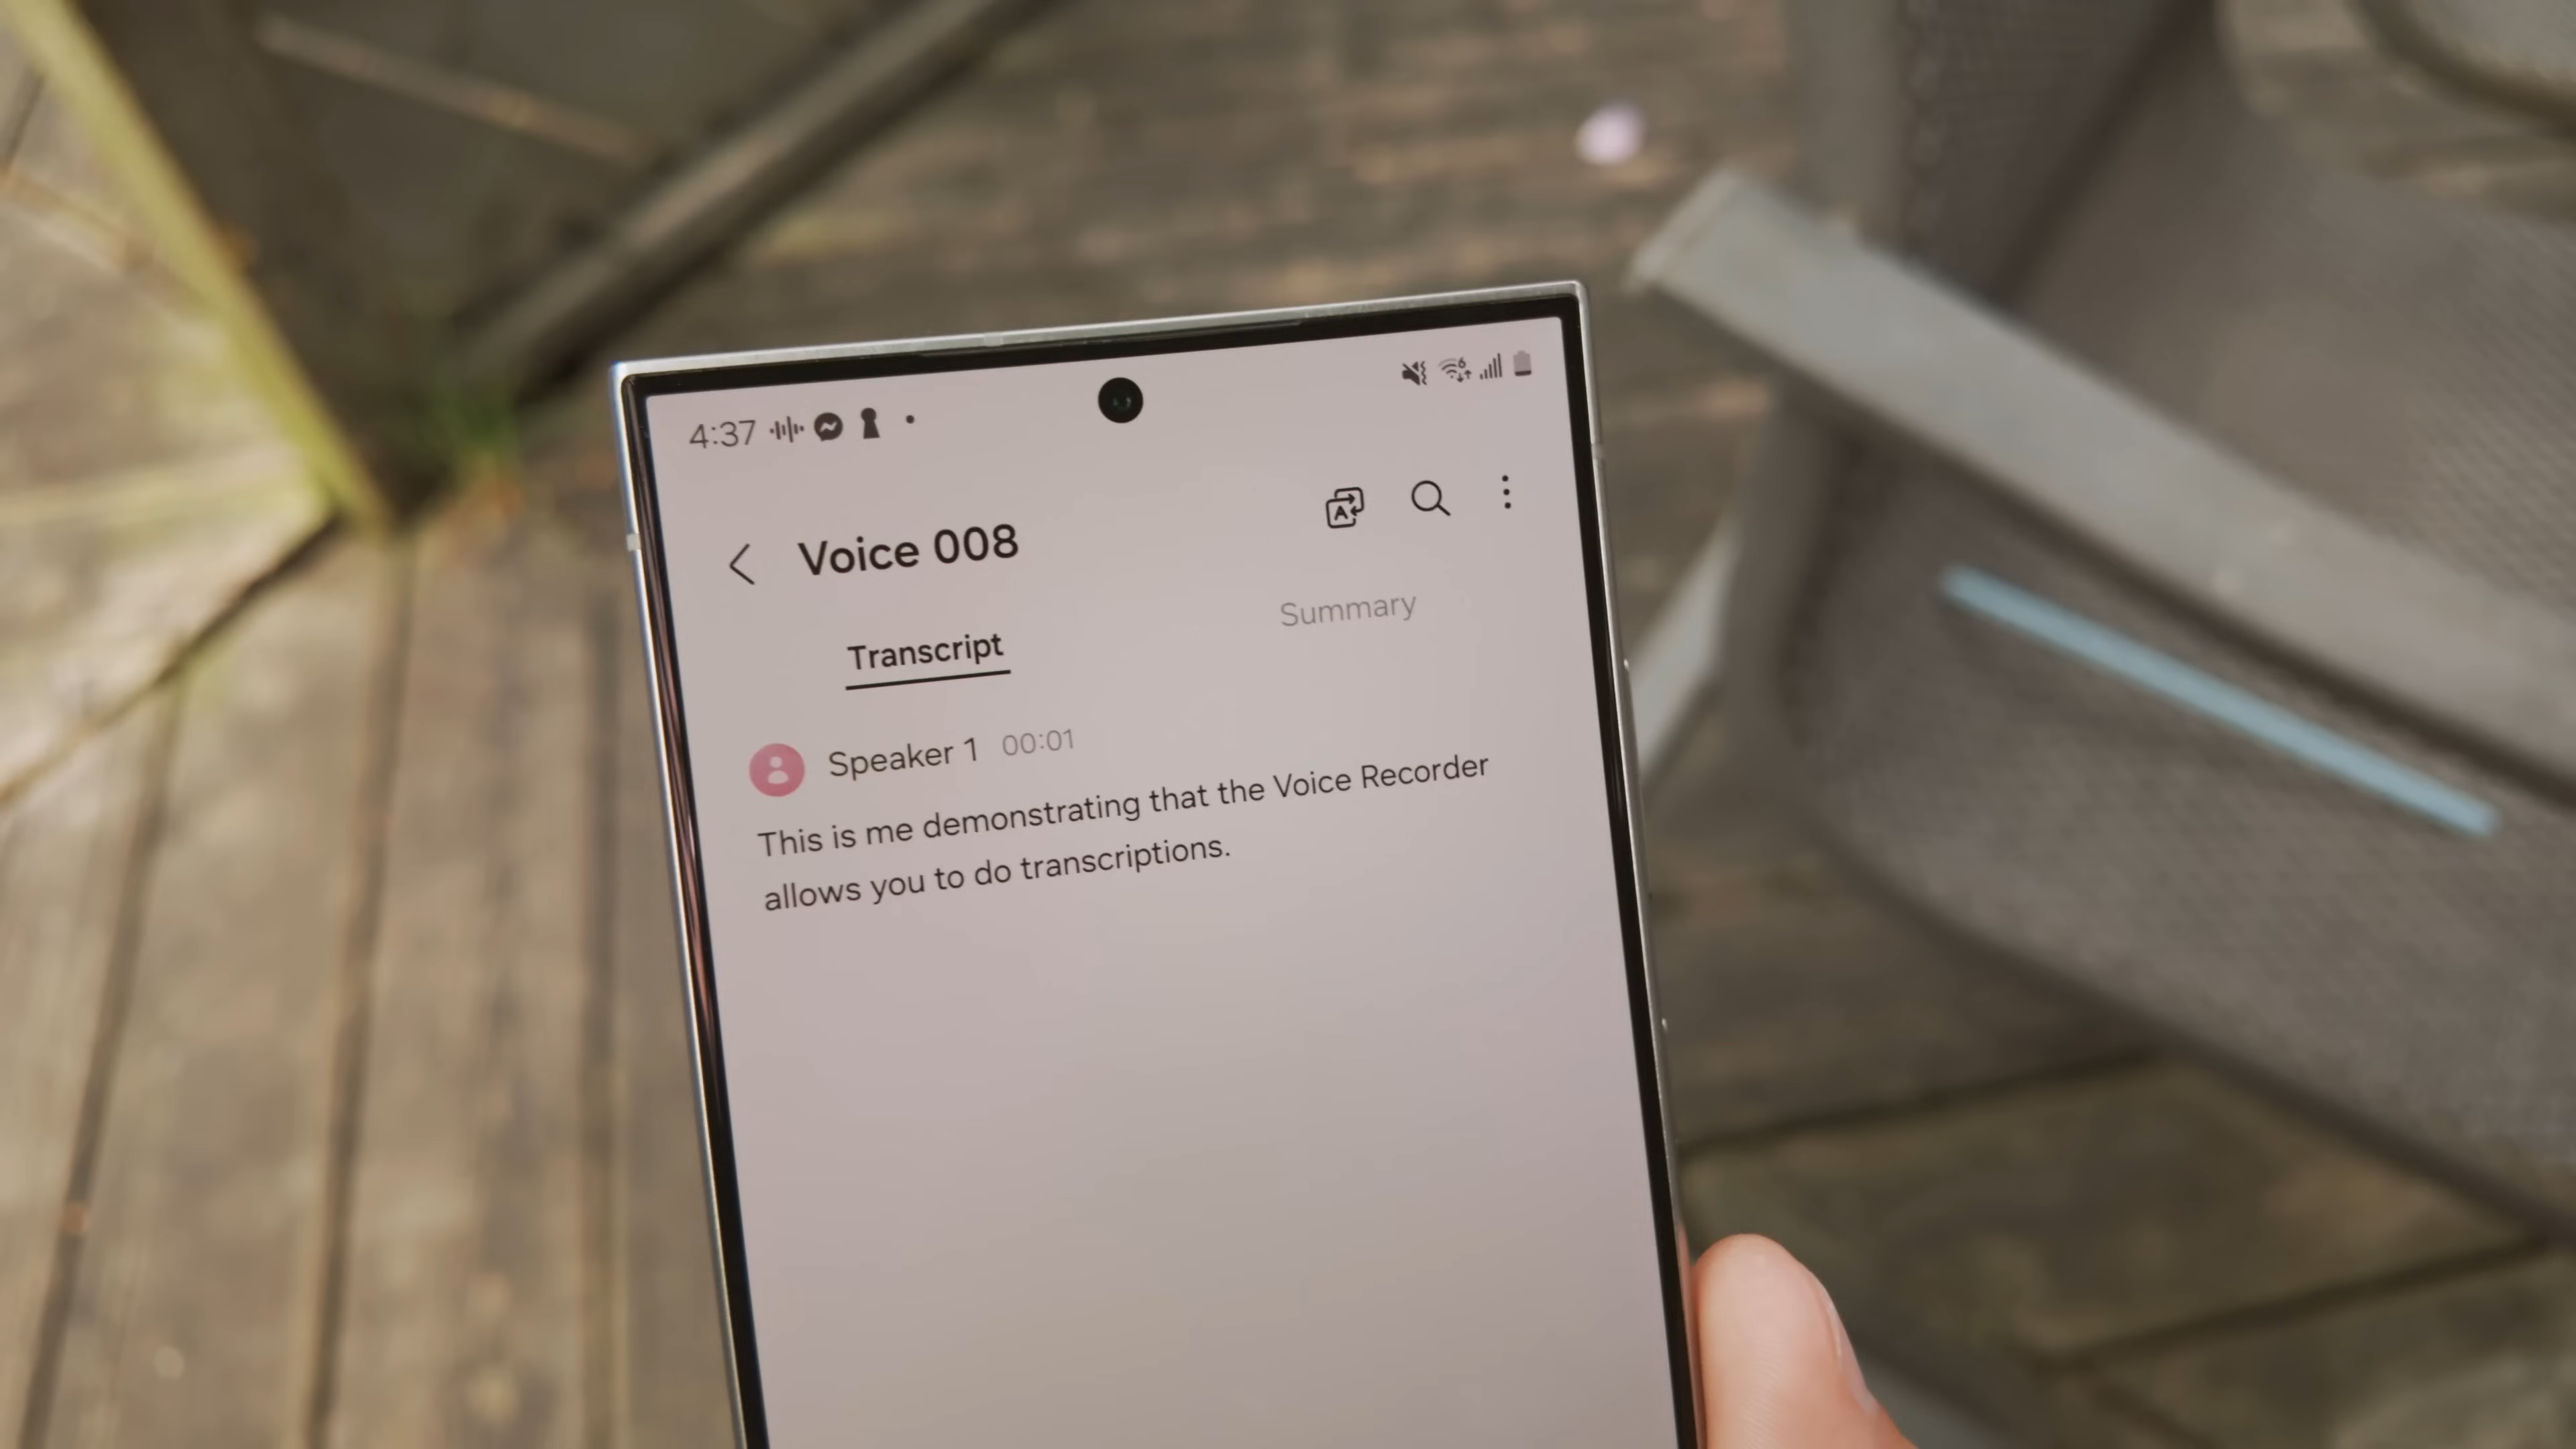 4:37
Voice 008
Transcript
Summary
Speaker 1 00:01
This is me demonstrating that the Voice Recorder
allows you to do transcriptions.